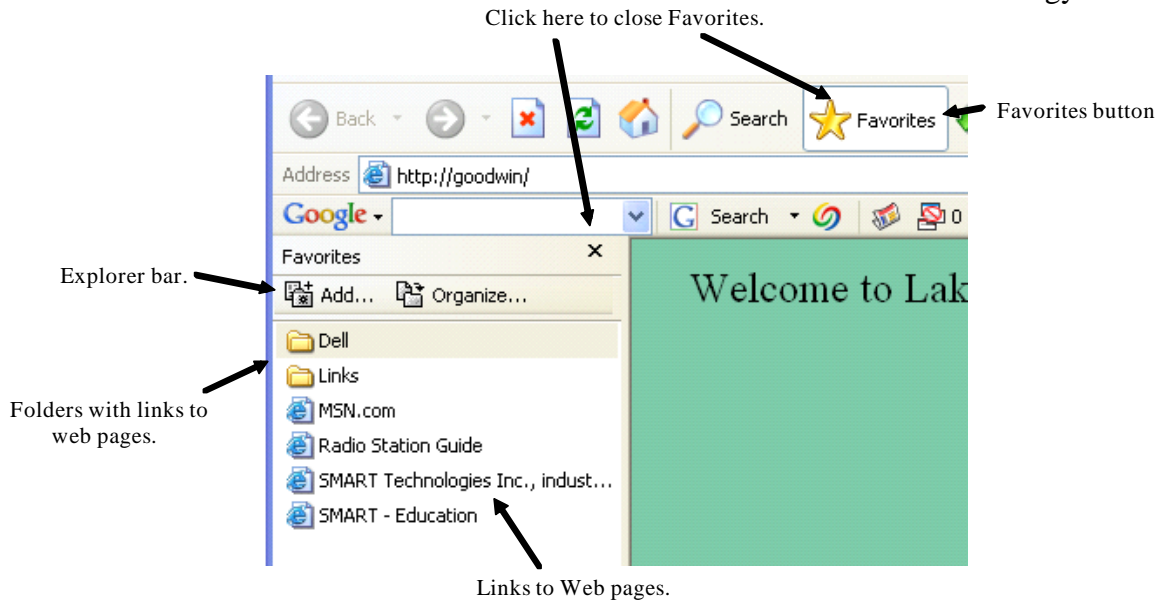 gy
Click here to close Favorites.
Back Search Favorites Favorites button
Address http://goodwin/
Google Search 0
Favorites
Explorer bar.
Add... Organize...
Welcome to Lak
Dell
Links
Folders with links to
web pages.
MSN.com
Radio Station Guide
SMART Technologies Inc., indust...
SMART - Education
Links to Web pages.